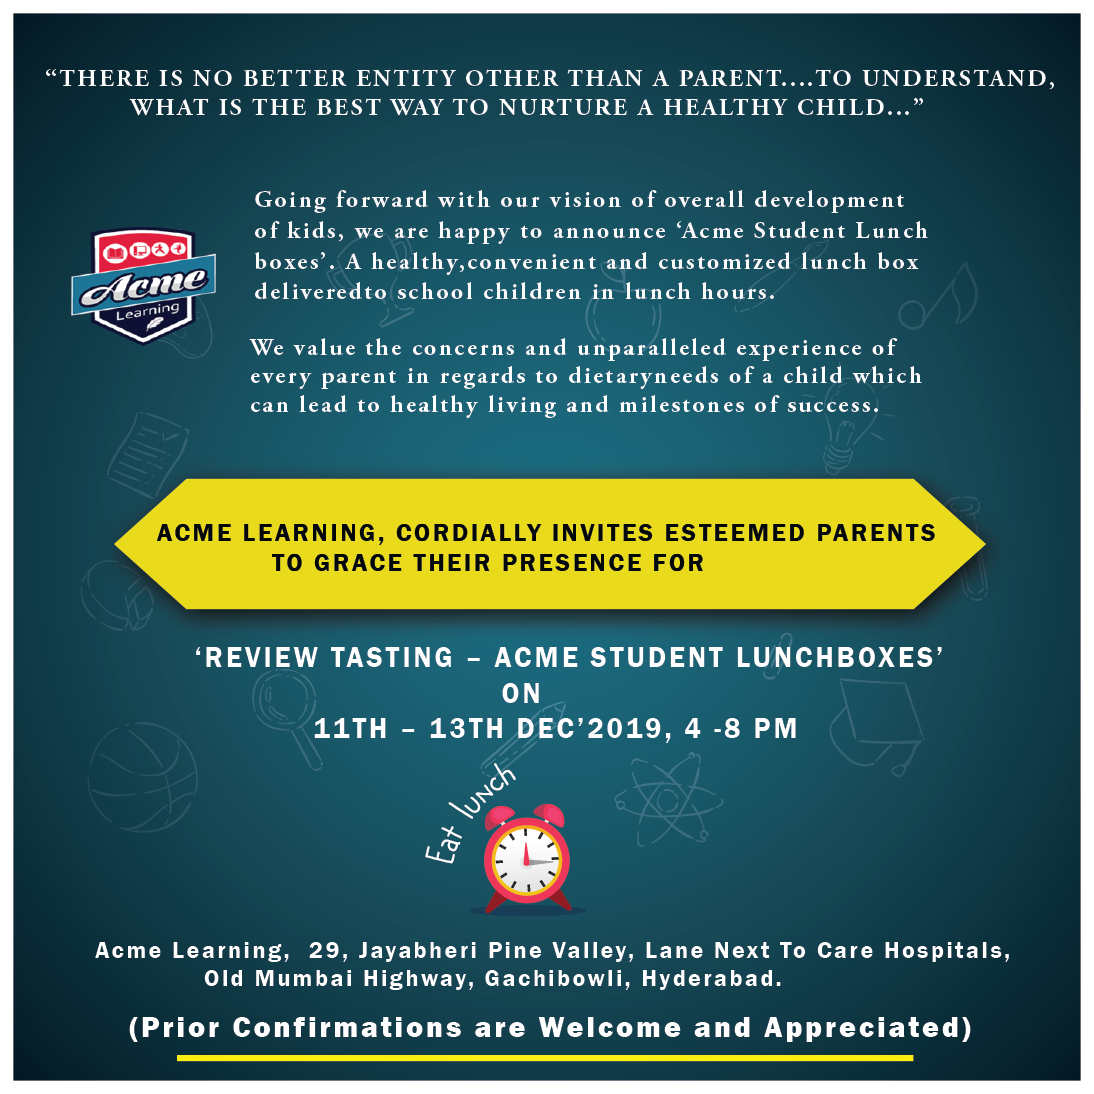 “THERE IS NO BETTER ENTITY OTHER THAN A PARENT....TO UNDERSTAND,
WHAT IS THE BEST WAY TO NURTURE A HEALTHY CHILD...”
Going forward with our vision of overall development
of kids, we are happy to announce ‘Acme Student Lunch
boxes’. A healthy,convenient and customized lunch box
deliveredto school children in lunch hours.
Acme
Learning
We value the concerns and unparalleled experience of
every parent in regards to dietaryneeds of a child which
can lead to healthy living and milestones of success.
ACME LEARNING, CORDIALLY INVITES ESTEEMED PARENTS
TO GRACE THEIR PRESENCE FOR
‘REVIEW TASTING – ACME STUDENT LUNCHBOXES’
ON
11TH – 13TH DEC’2019, 4 -8 PM
Eat lunch
Acme Learning,  29, Jayabheri Pine Valley, Lane Next To Care Hospitals,
Old Mumbai Highway, Gachibowli, Hyderabad.
(Prior Confirmations are Welcome and Appreciated)